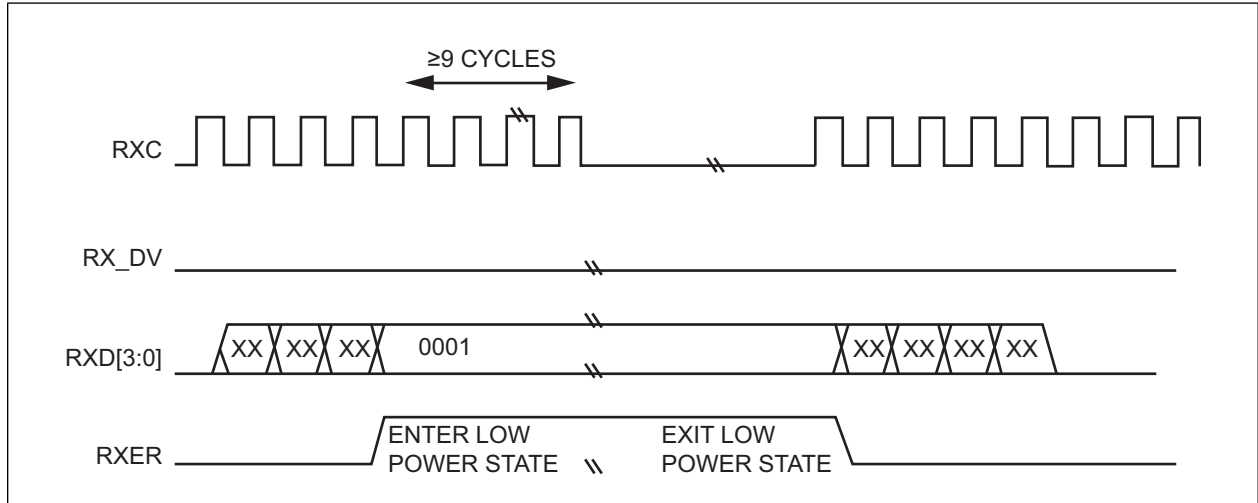 ≥9 CYCLES
RXC
RX_DV
RXD[3:0]
XX XX XX 0001 XX XX XX XX
RXER
ENTER LOW
POWER STATE
EXIT LOW
POWER STATE